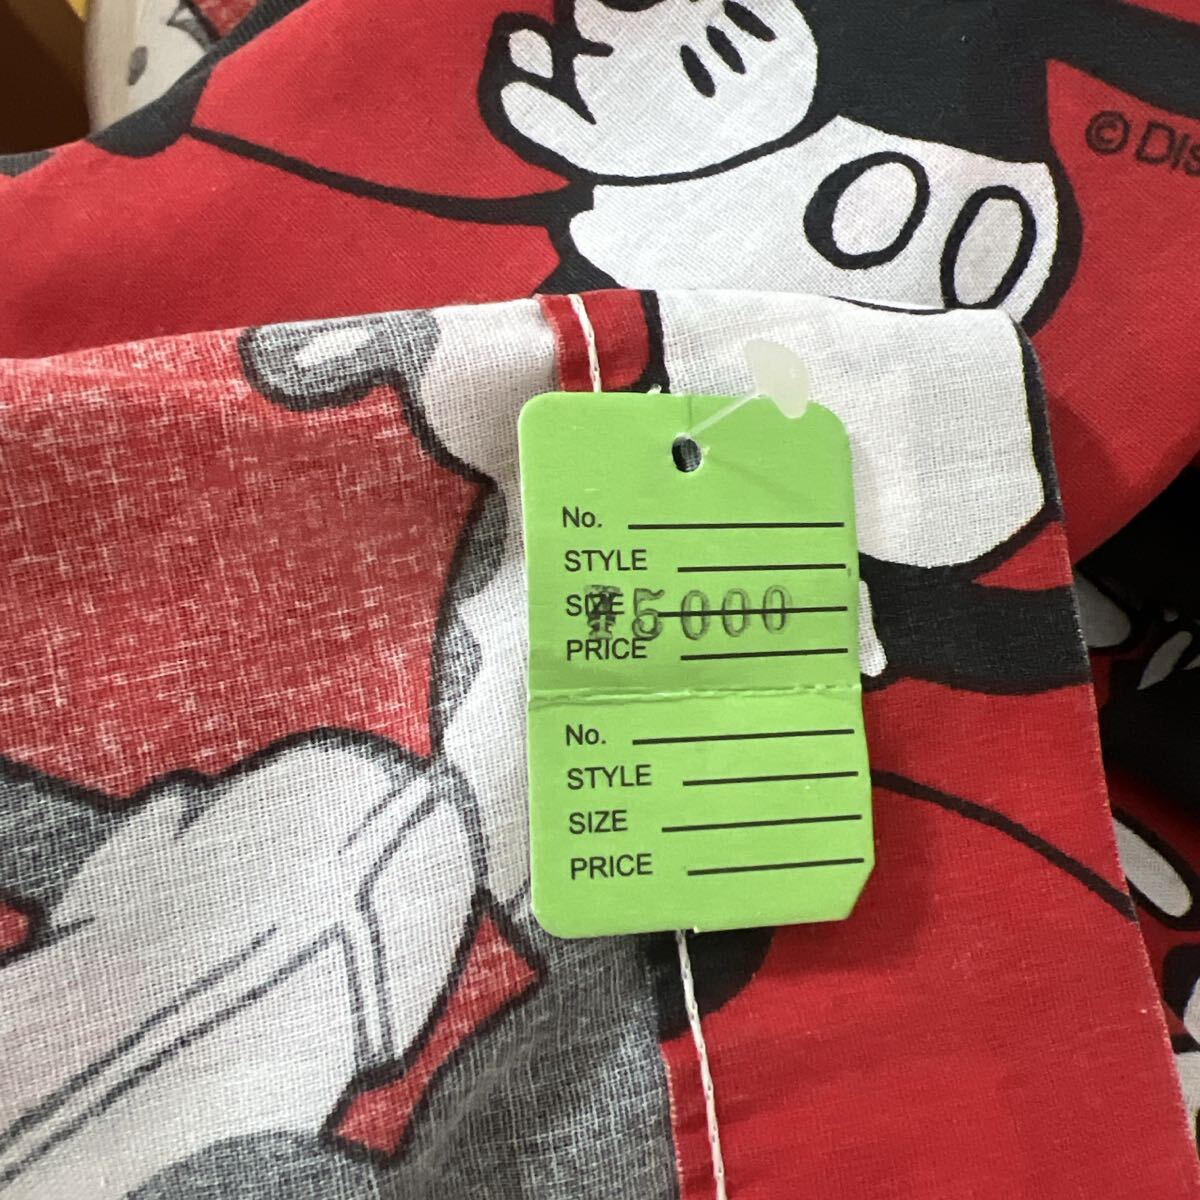 © DIS
No.
STYLE
SIZE
¥5000
PRICE
No.
STYLE
SIZE
PRICE